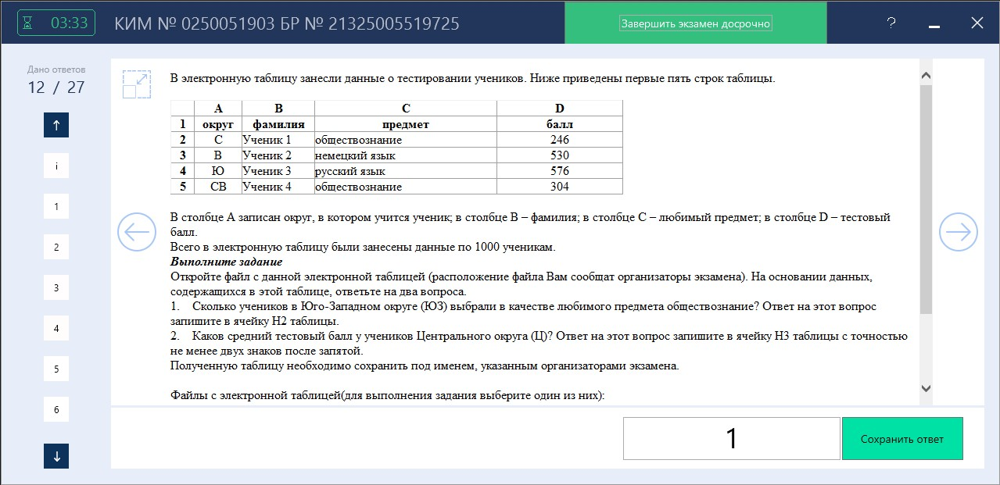 03:33 КИМ № 0250051903 БР № 21325005519725 Завершить экзамен досрочно ?
Дано ответов
12 / 27
i
1
2
3
4
5
6
В электронную таблицу занесли данные о тестировании учеников. Ниже приведены первые пять строк таблицы.
A B C D
1 округ фамилия предмет балл
2 С Ученик 1 обществознание 246
3 В Ученик 2 немецкий язык 530
4 Ю Ученик 3 русский язык 576
5 СВ Ученик 4 обществознание 304
В столбце A записан округ, в котором учится ученик; в столбце B – фамилия; в столбце C – любимый предмет; в столбце D – тестовый
балл.
Всего в электронную таблицу были занесены данные по 1000 ученикам.
Выполните задание
Откройте файл с данной электронной таблицей (расположение файла Вам сообщат организаторы экзамена). На основании данных,
содержащихся в этой таблице, ответьте на два вопроса.
1. Сколько учеников в Юго-Западном округе (ЮЗ) выбрали в качестве любимого предмета обществознание? Ответ на этот вопрос
запишите в ячейку H2 таблицы.
2. Каков средний тестовый балл у учеников Центрального округа (Ц)? Ответ на этот вопрос запишите в ячейку H3 таблицы с точностью
не менее двух знаков после запятой.
Полученную таблицу необходимо сохранить под именем, указанным организаторами экзамена.
Файлы с электронной таблицей(для выполнения задания выберите один из них):
1
Сохранить ответ